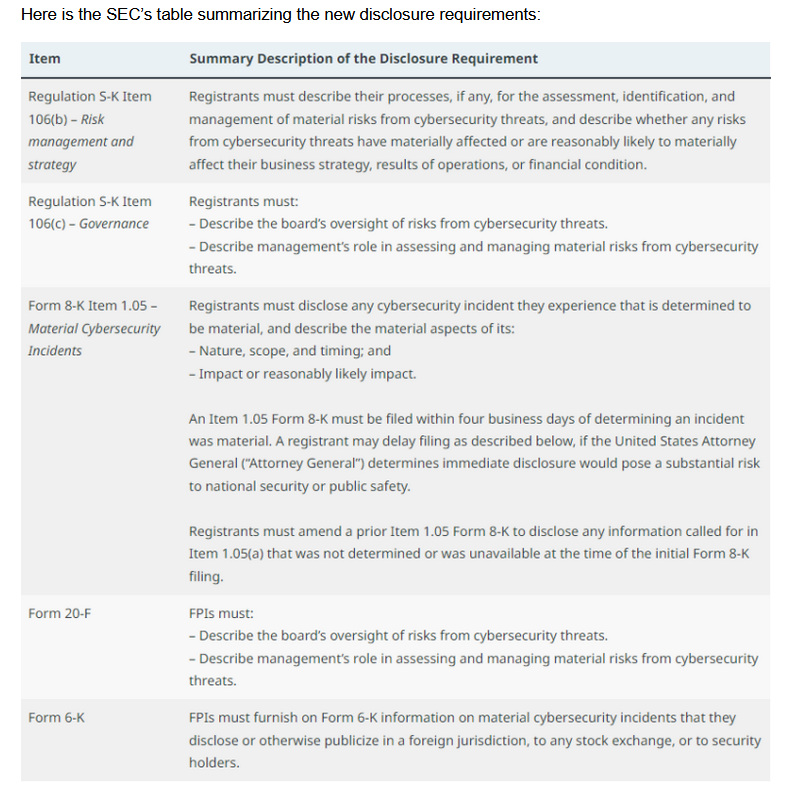 Here is the SEC’s table summarizing the new disclosure requirements:
Item
Summary Description of the Disclosure Requirement
Regulation S-K Item
106(b) – Risk
management and
strategy
Registrants must describe their processes, if any, for the assessment, identification, and
management of material risks from cybersecurity threats, and describe whether any risks
from cybersecurity threats have materially affected or are reasonably likely to materially
affect their business strategy, results of operations, or financial condition.
Regulation S-K Item
106(c) – Governance
Registrants must:
– Describe the board’s oversight of risks from cybersecurity threats.
– Describe management’s role in assessing and managing material risks from cybersecurity
threats.
Form 8-K Item 1.05 –
Material Cybersecurity
Incidents
Registrants must disclose any cybersecurity incident they experience that is determined to
be material, and describe the material aspects of its:
– Nature, scope, and timing; and
– Impact or reasonably likely impact.
An Item 1.05 Form 8-K must be filed within four business days of determining an incident
was material. A registrant may delay filing as described below, if the United States Attorney
General (“Attorney General”) determines immediate disclosure would pose a substantial risk
to national security or public safety.
Registrants must amend a prior Item 1.05 Form 8-K to disclose any information called for in
Item 1.05(a) that was not determined or was unavailable at the time of the initial Form 8-K
filing.
Form 20-F
FPIs must:
– Describe the board’s oversight of risks from cybersecurity threats.
– Describe management’s role in assessing and managing material risks from cybersecurity
threats.
Form 6-K
FPIs must furnish on Form 6-K information on material cybersecurity incidents that they
disclose or otherwise publicize in a foreign jurisdiction, to any stock exchange, or to security
holders.